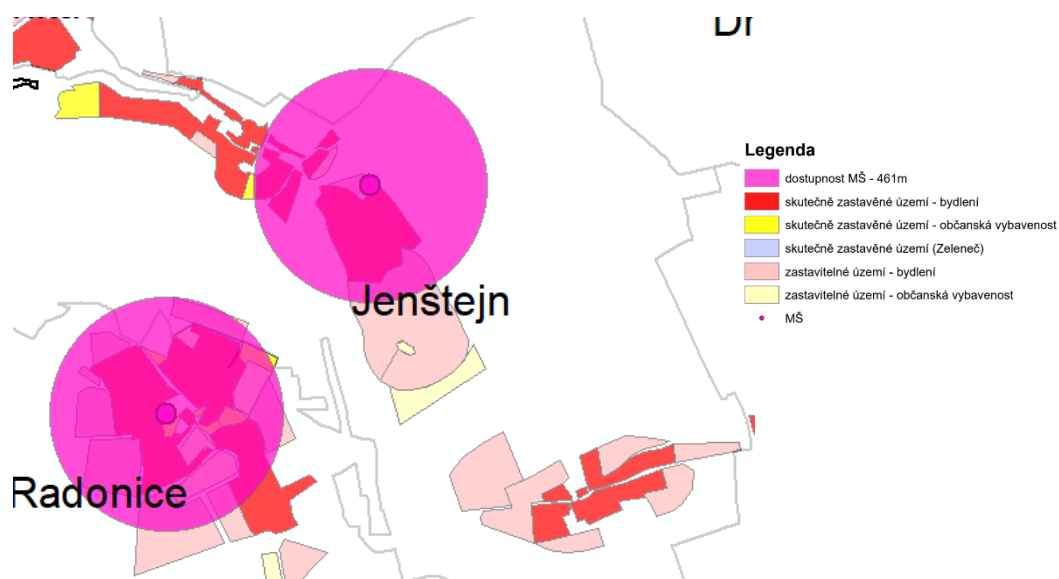 Dr
Legenda
dostupnost MŠ - 461m
skutečně zastavěné území - bydlení
skutečně zastavěné území - občanská vybavenost
skutečně zastavěné území (Zeleneč)
zastavitelné území - bydlení
zastavitelné území - občanská vybavenost
MŠ
Jenštejn
Radonice